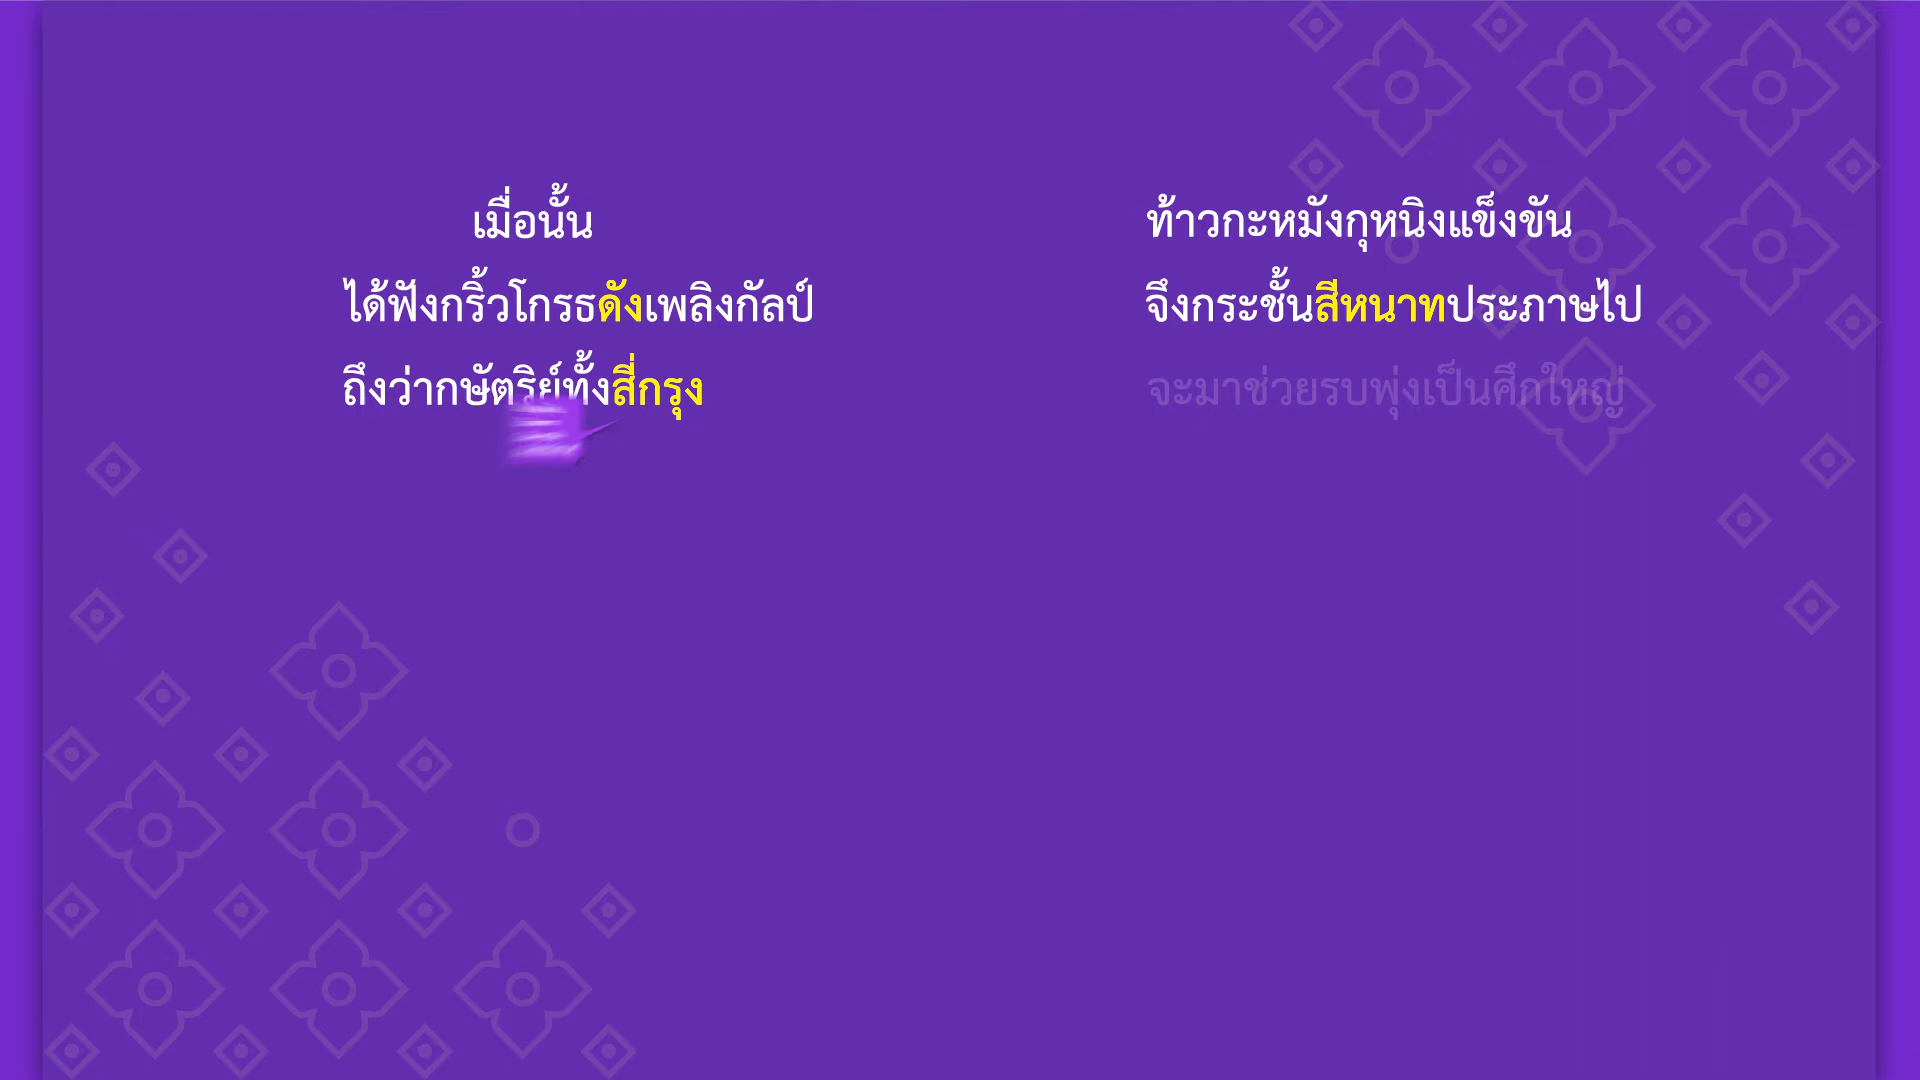 เมื่อนั้น ท้าวกะหมังกุหนิงแข็งขัน
ได้ฟังกริ้วโกรธดังเพลิงกัลป์ จึงกระชั้นสีหนาทประภาษไป
ถึงว่ากษัตริย์ทั้งสี่กรุง จะมาช่วยรบพุ่งเป็นศึกใหญ่